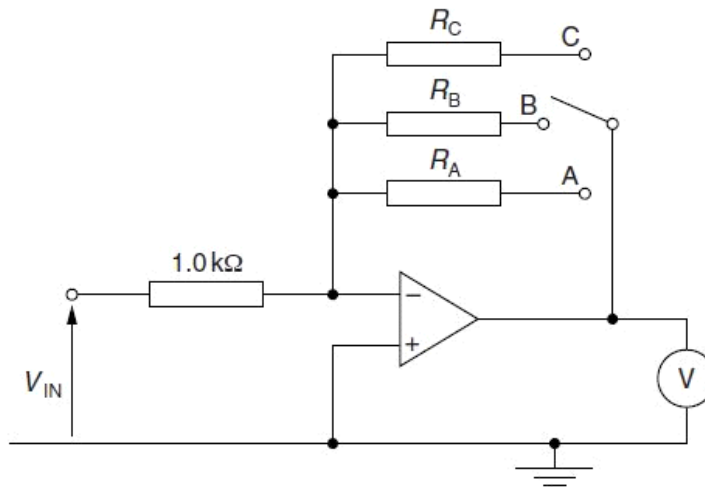 R_C C
R_B B
R_A A
1.0 kΩ
−
+
V_IN
V